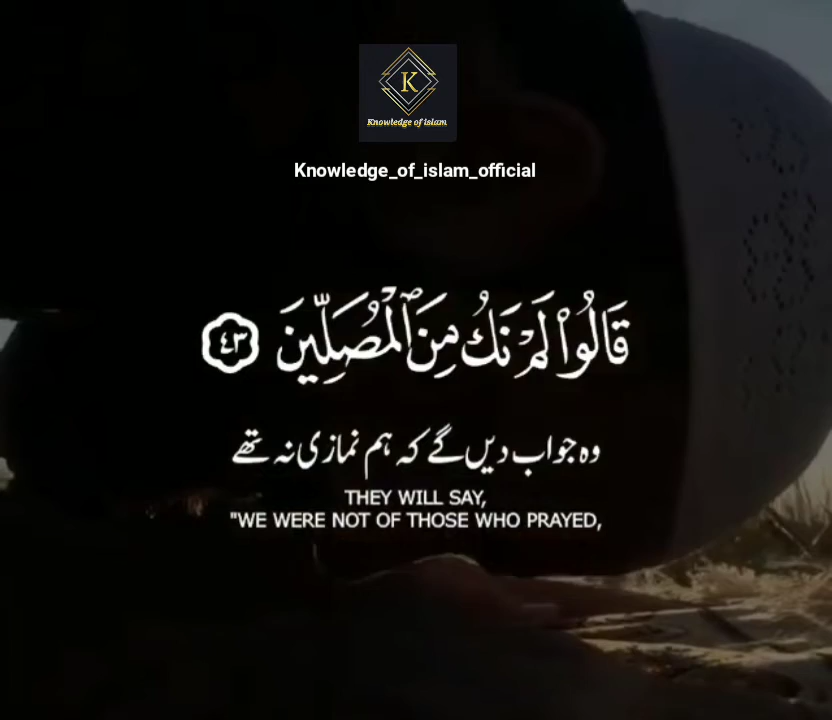 K
Knowledge of islam
Knowledge_of_islam_official
قَالُوا۟ لَمْ نَكُ مِنَ ٱلْمُصَلِّينَ ٤٣
وہ جواب دیں گے کہ ہم نمازی نہ تھے
THEY WILL SAY,
"WE WERE NOT OF THOSE WHO PRAYED,